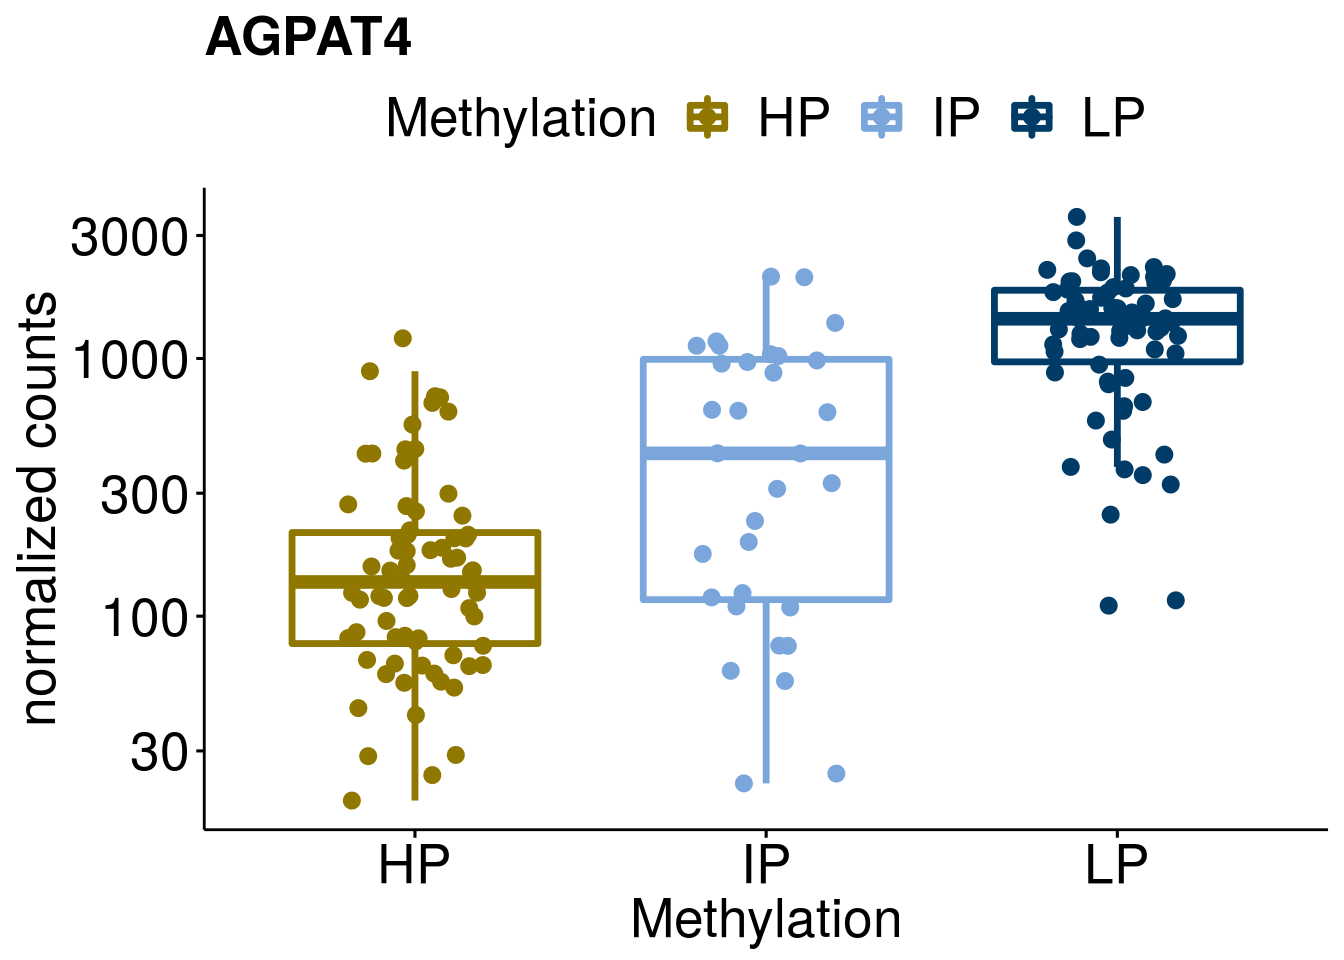 AGPAT4
Methylation HP IP LP
3000
1000
300
100
30
normalized counts
HP IP LP
Methylation